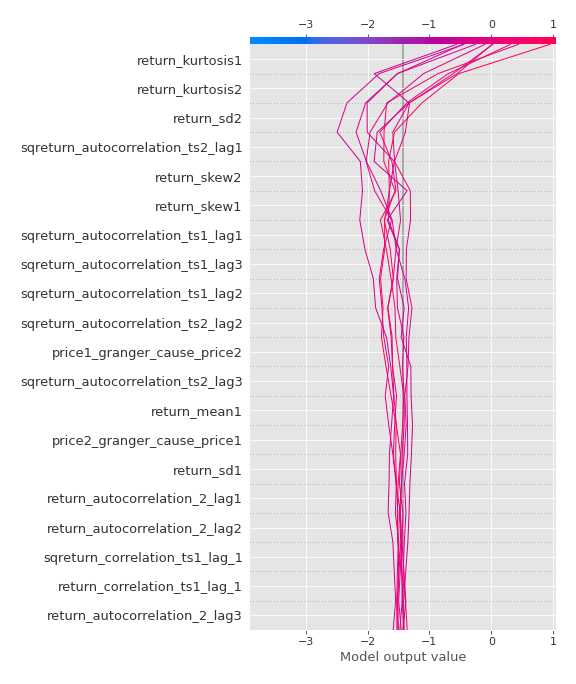 −3 −2 −1 0 1
return_kurtosis1
return_kurtosis2
return_sd2
sqreturn_autocorrelation_ts2_lag1
return_skew2
return_skew1
sqreturn_autocorrelation_ts1_lag1
sqreturn_autocorrelation_ts1_lag3
sqreturn_autocorrelation_ts1_lag2
sqreturn_autocorrelation_ts2_lag2
price1_granger_cause_price2
sqreturn_autocorrelation_ts2_lag3
return_mean1
price2_granger_cause_price1
return_sd1
return_autocorrelation_2_lag1
return_autocorrelation_2_lag2
sqreturn_correlation_ts1_lag_1
return_correlation_ts1_lag_1
return_autocorrelation_2_lag3
−3 −2 −1 0 1
Model output value